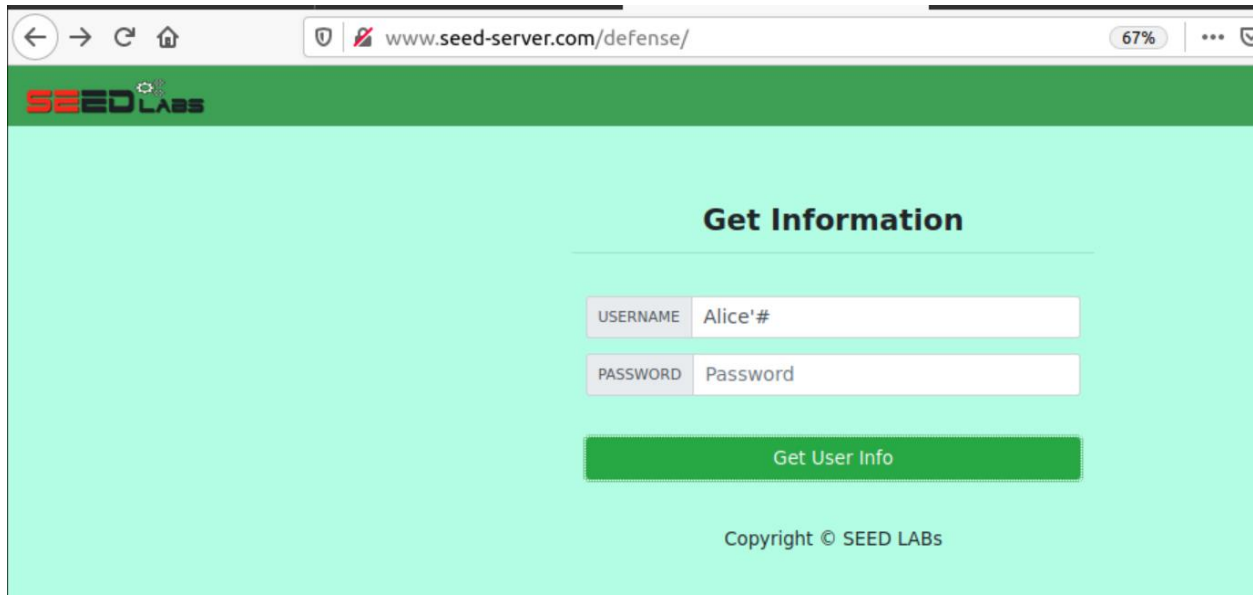 www.seed-server.com/defense/ 67%
SEED LABS
Get Information
USERNAME Alice'#
PASSWORD Password
Get User Info
Copyright © SEED LABs